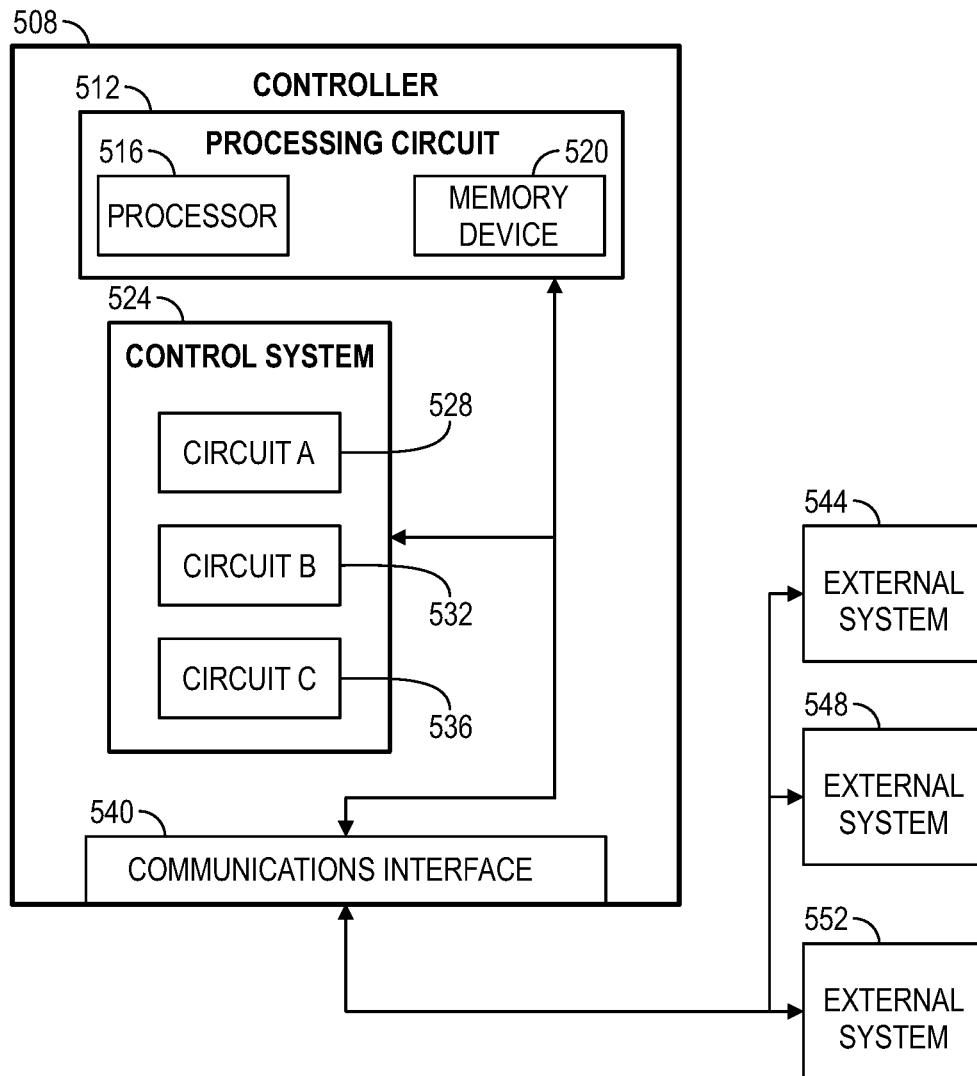 508
CONTROLLER
512
PROCESSING CIRCUIT
516
PROCESSOR
520
MEMORY
DEVICE
524
CONTROL SYSTEM
CIRCUIT A
528
CIRCUIT B
532
CIRCUIT C
536
540
COMMUNICATIONS INTERFACE
544
EXTERNAL
SYSTEM
548
EXTERNAL
SYSTEM
552
EXTERNAL
SYSTEM